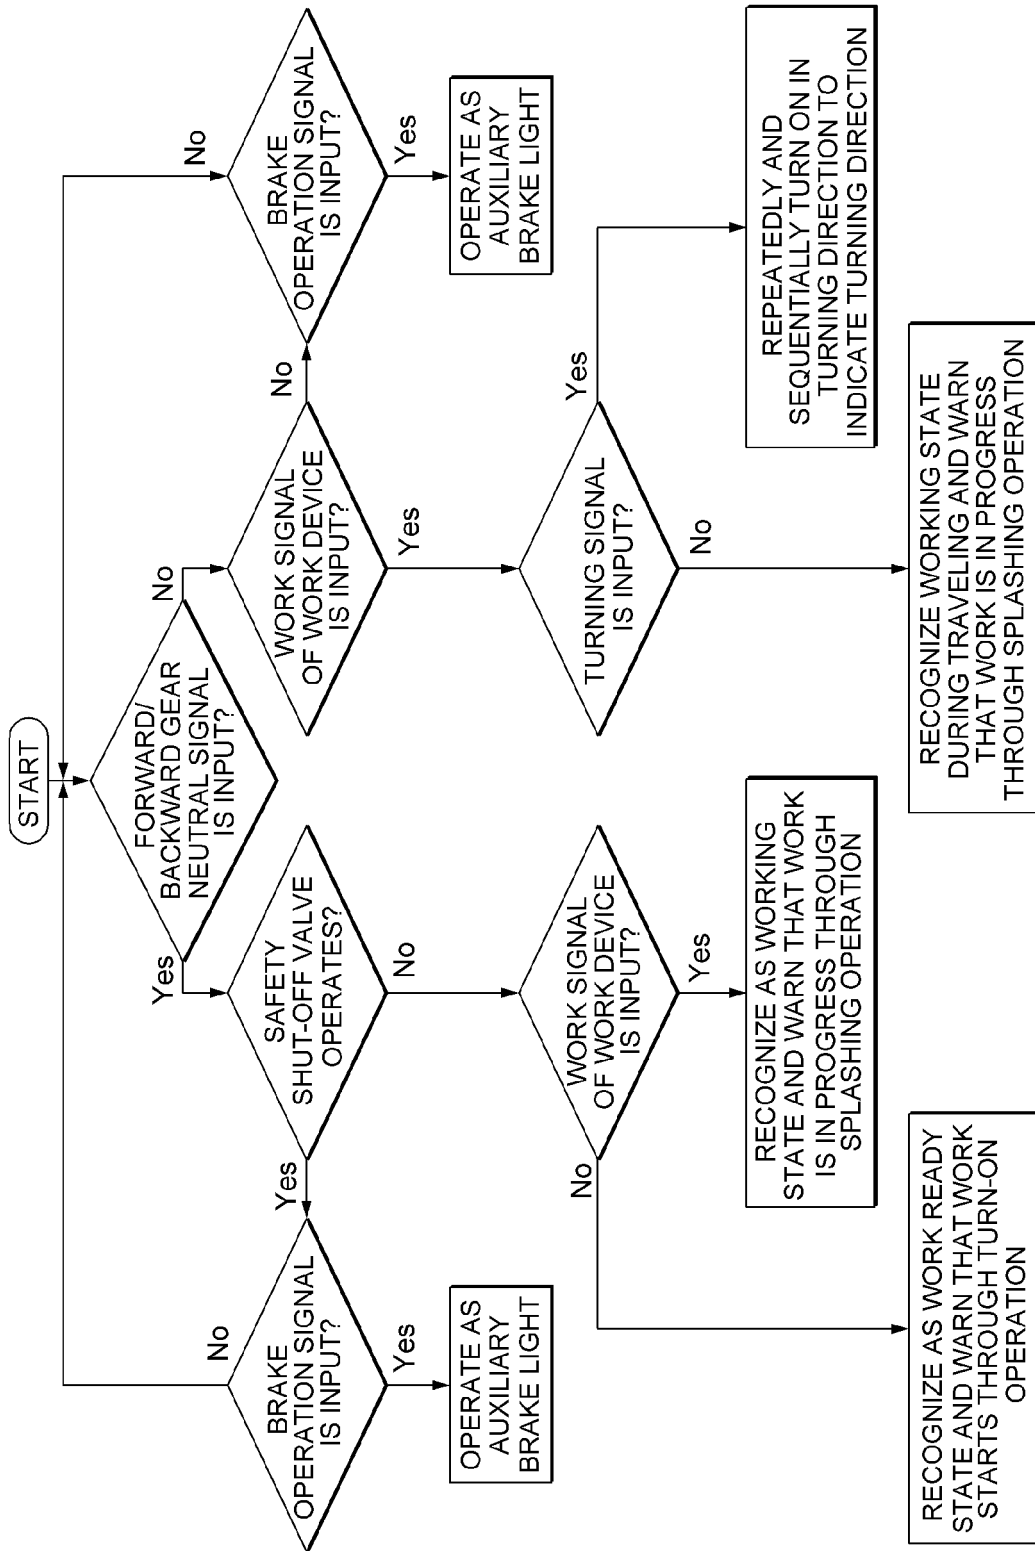 START
FORWARD/
BACKWARD GEAR
NEUTRAL SIGNAL
IS INPUT?
Yes
No
SAFETY
SHUT-OFF VALVE
OPERATES?
Yes
No
BRAKE
OPERATION SIGNAL
IS INPUT?
No
Yes
OPERATE AS
AUXILIARY
BRAKE LIGHT
WORK SIGNAL
OF WORK DEVICE
IS INPUT?
No
Yes
RECOGNIZE AS WORK READY
STATE AND WARN THAT WORK
STARTS THROUGH TURN-ON
OPERATION
RECOGNIZE AS WORKING
STATE AND WARN THAT WORK
IS IN PROGRESS THROUGH
SPLASHING OPERATION
WORK SIGNAL
OF WORK DEVICE
IS INPUT?
No
Yes
BRAKE
OPERATION SIGNAL
IS INPUT?
No
Yes
OPERATE AS
AUXILIARY
BRAKE LIGHT
TURNING SIGNAL
IS INPUT?
Yes
No
REPEATEDLY AND
SEQUENTIALLY TURN ON IN
TURNING DIRECTION TO
INDICATE TURNING DIRECTION
RECOGNIZE WORKING STATE
DURING TRAVELING AND WARN
THAT WORK IS IN PROGRESS
THROUGH SPLASHING OPERATION